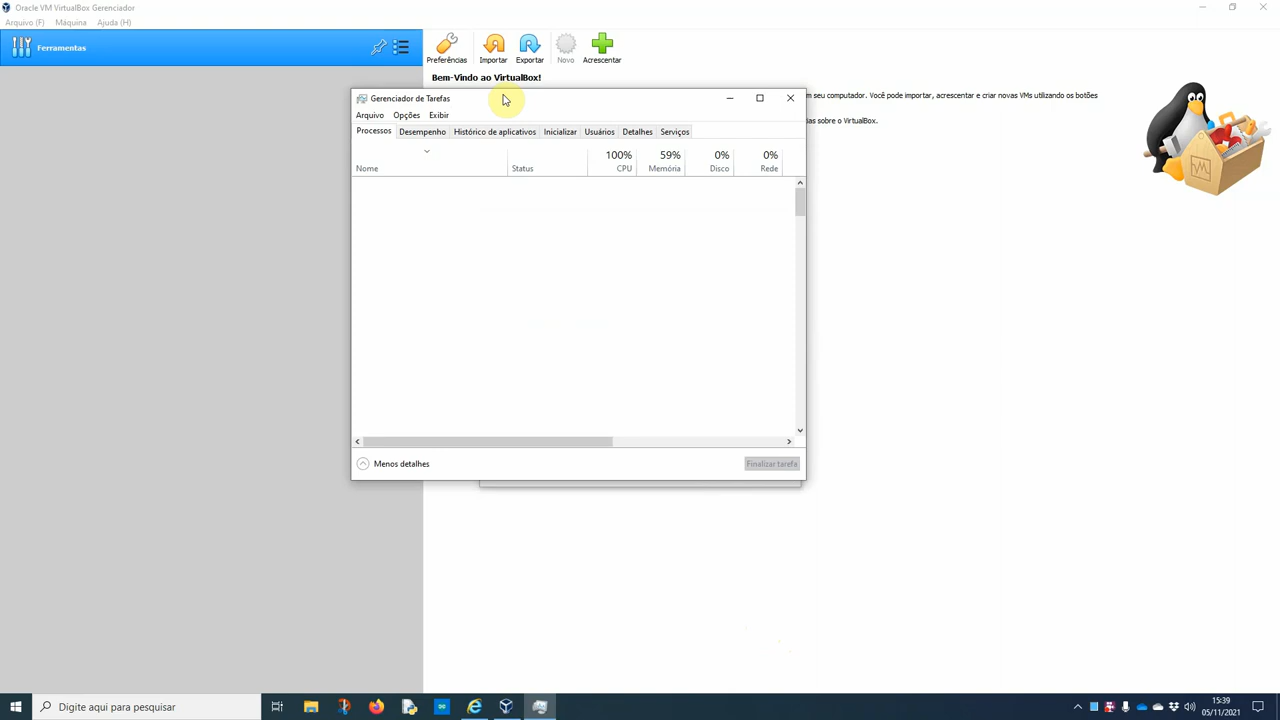 Oracle VM VirtualBox Gerenciador
Arquivo (F) Máquina Ajuda (H)
Ferramentas
Preferências Importar Exportar Novo Acrescentar
Bem-Vindo ao VirtualBox!
m seu computador. Você pode importar, acrescentar e criar novas VMs utilizando os botões
ias sobre o VirtualBox.
Gerenciador de Tarefas
Arquivo Opções Exibir
Processos Desempenho Histórico de aplicativos Inicializar Usuários Detalhes Serviços
100% 59% 0% 0%
Nome Status CPU Memória Disco Rede
Menos detalhes Finalizar tarefa
Digite aqui para pesquisar
15:39
05/11/2021